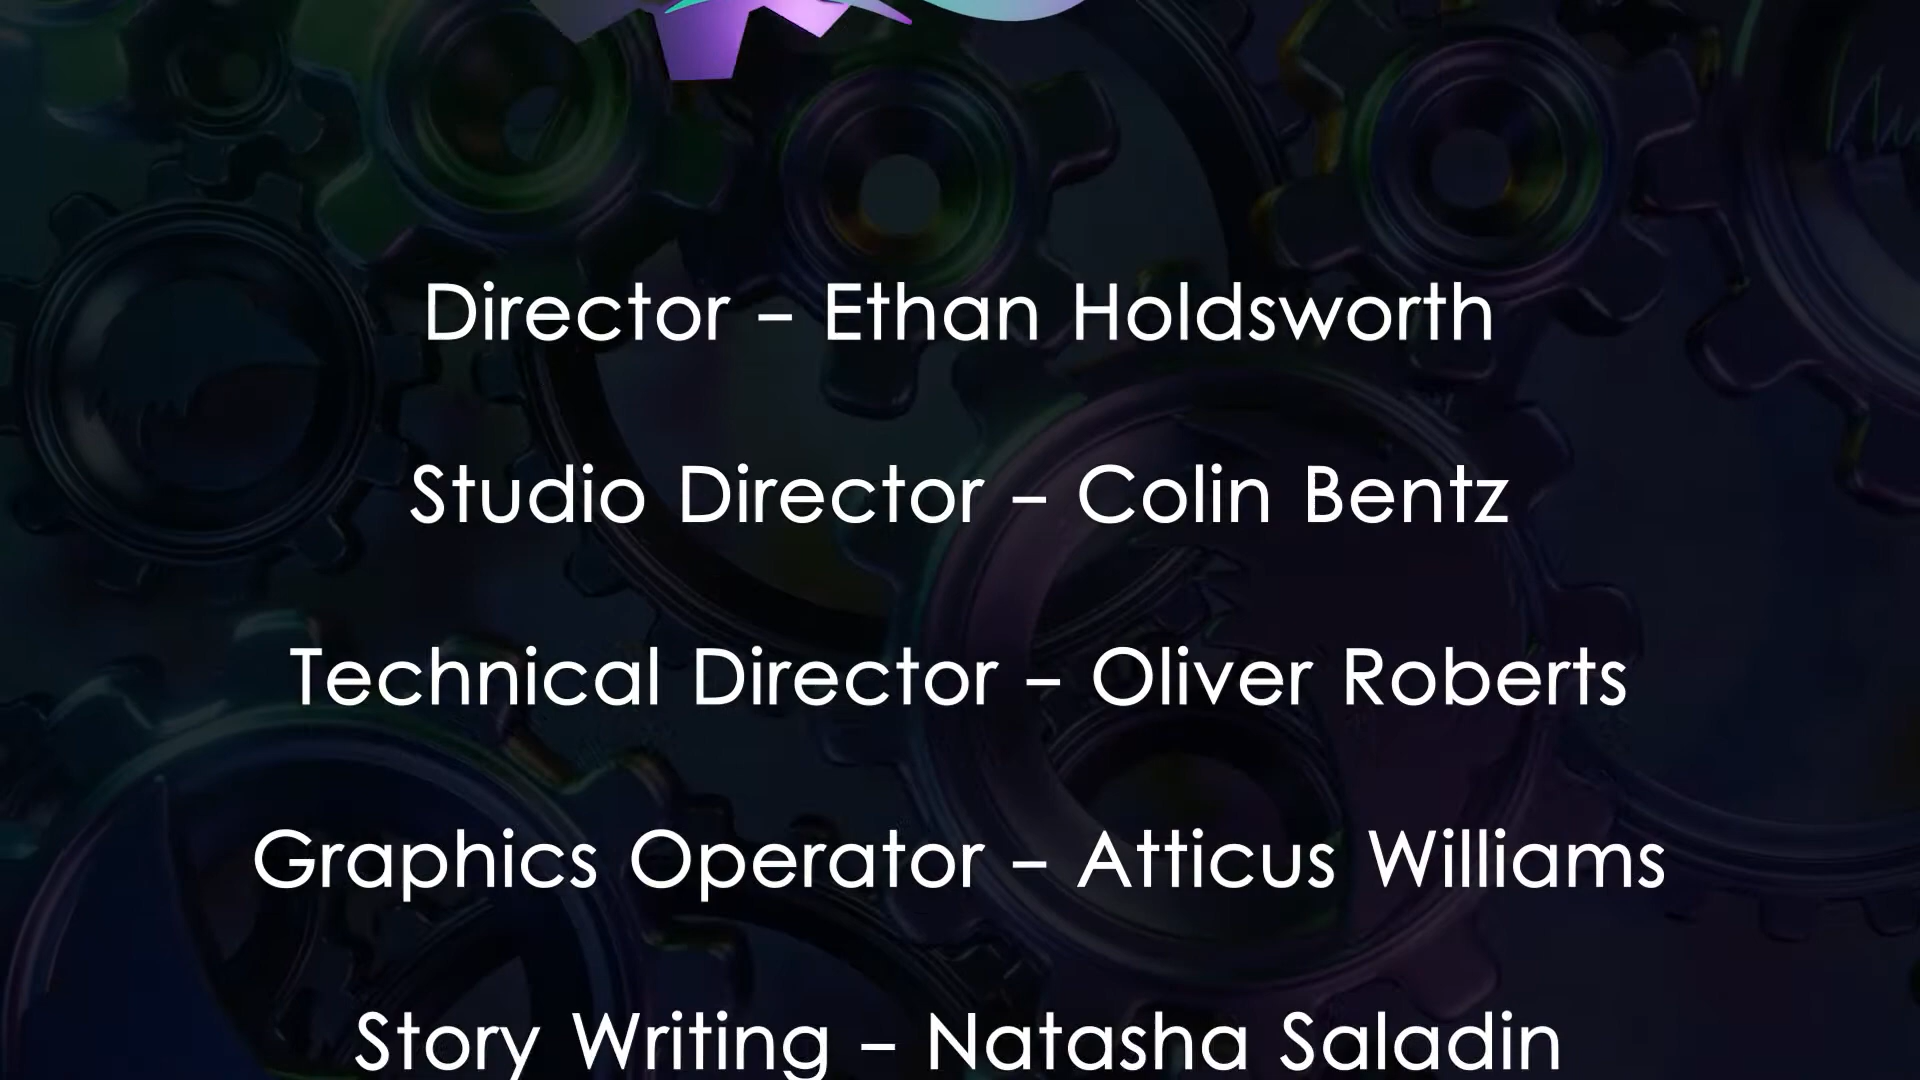 Director – Ethan Holdsworth
Studio Director – Colin Bentz
Technical Director – Oliver Roberts
Graphics Operator – Atticus Williams
Story Writing – Natasha Saladin